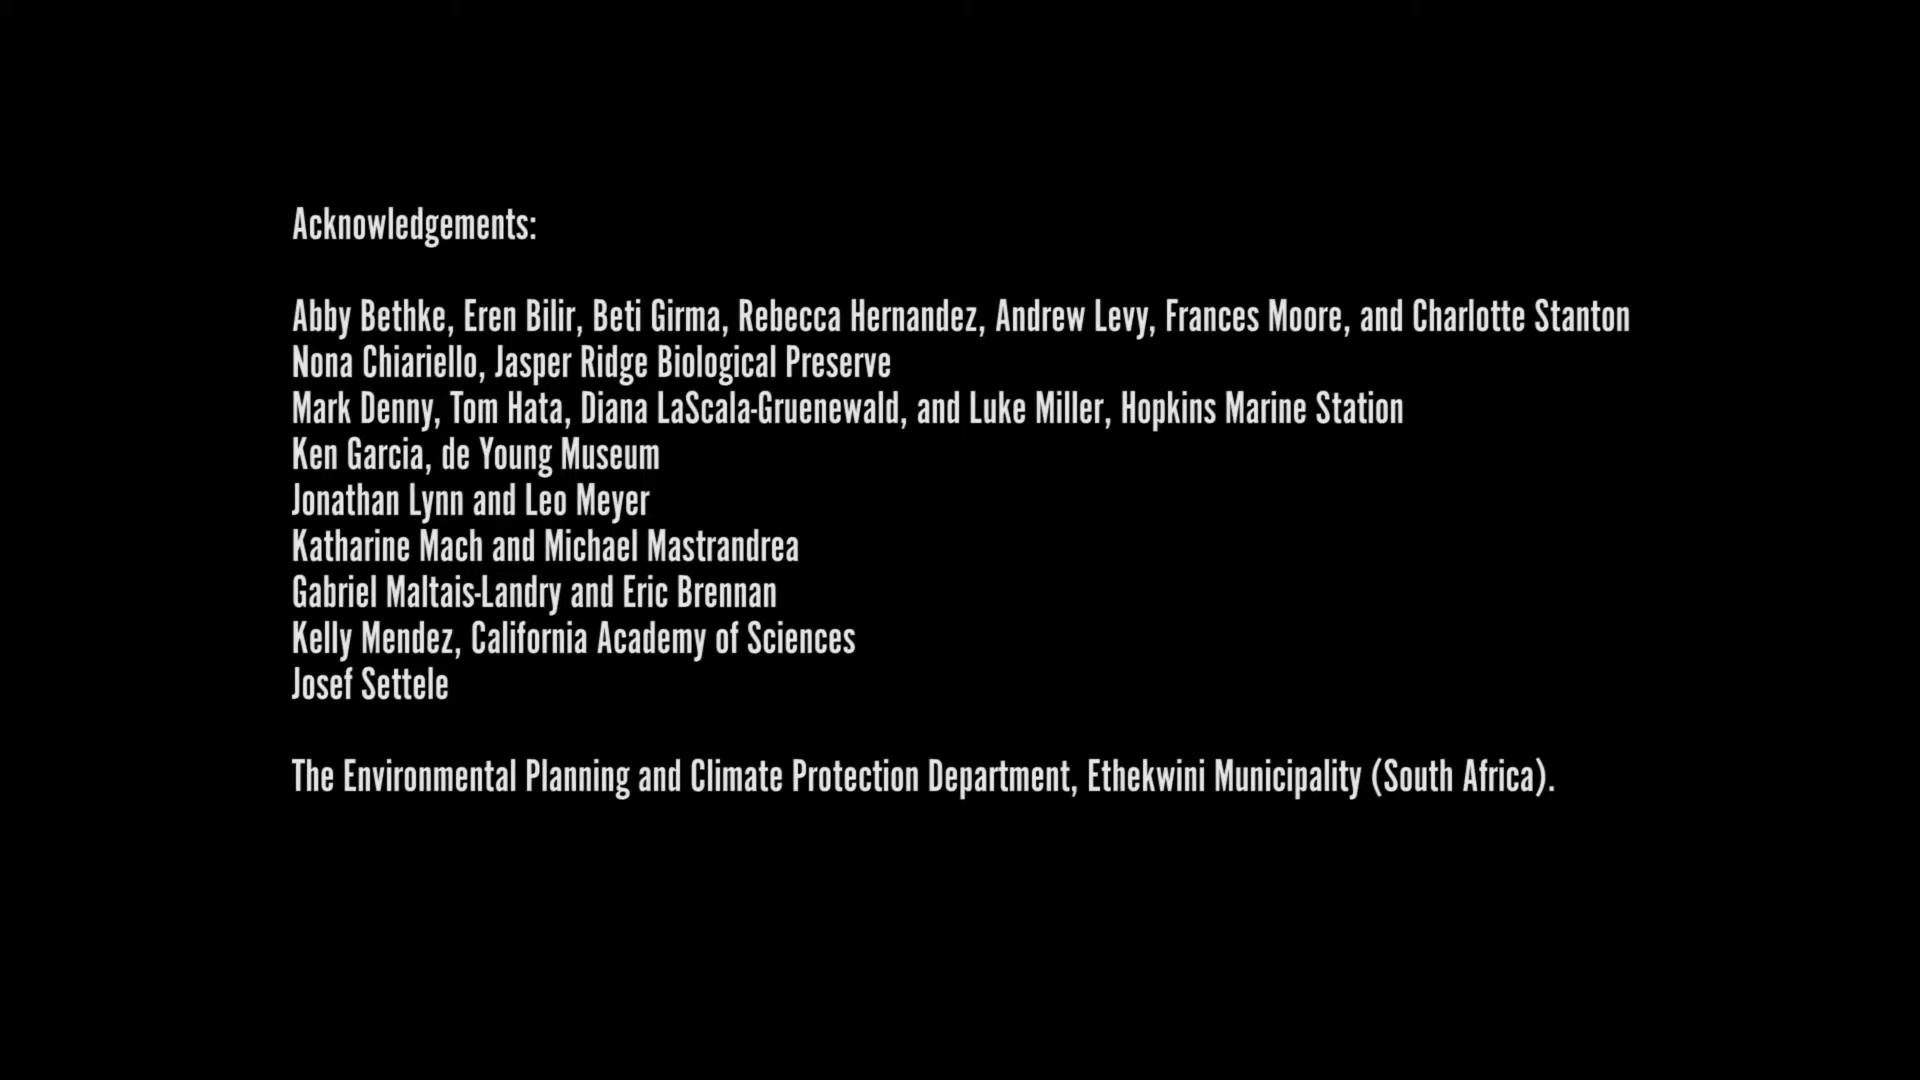 Acknowledgements:
Abby Bethke, Eren Bilir, Beti Girma, Rebecca Hernandez, Andrew Levy, Frances Moore, and Charlotte Stanton
Nona Chiariello, Jasper Ridge Biological Preserve
Mark Denny, Tom Hata, Diana LaScala-Gruenewald, and Luke Miller, Hopkins Marine Station
Ken Garcia, de Young Museum
Jonathan Lynn and Leo Meyer
Katharine Mach and Michael Mastrandrea
Gabriel Maltais-Landry and Eric Brennan
Kelly Mendez, California Academy of Sciences
Josef Settele
The Environmental Planning and Climate Protection Department, Ethekwini Municipality (South Africa).